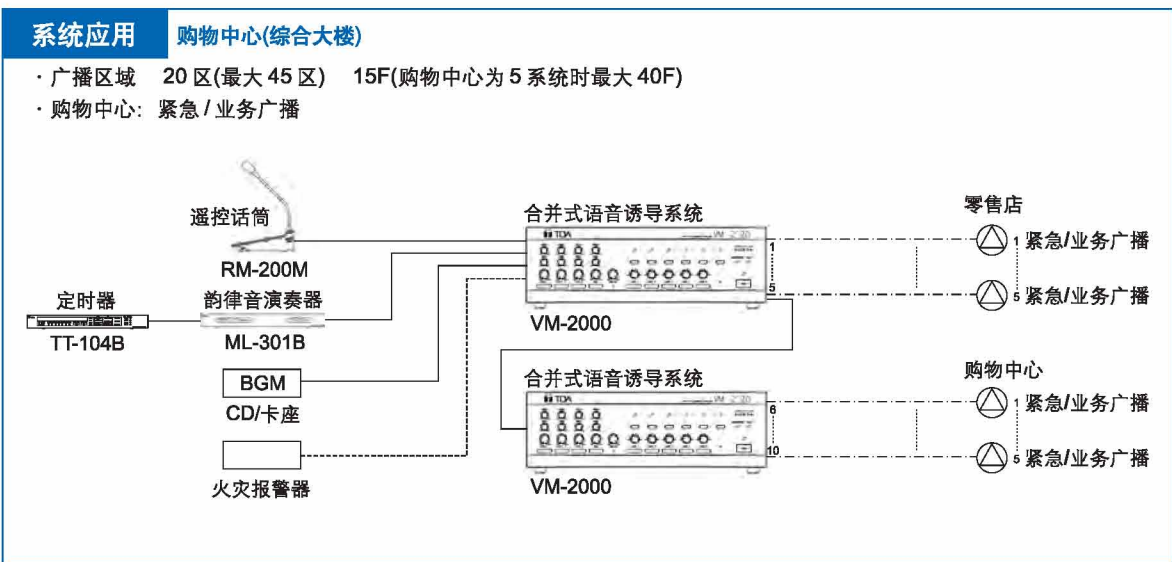 系统应用 购物中心(综合大楼)
·广播区域 20区(最大45区) 15F(购物中心为5系统时最大40F)
·购物中心: 紧急/业务广播
遥控话筒
RM-200M
定时器
TT-104B
韵律音演奏器
ML-301B
BGM
CD/卡座
火灾报警器
合并式语音诱导系统
TOA
1
5
VM-2000
合并式语音诱导系统
TOA
6
10
VM-2000
零售店
1 紧急/业务广播
5 紧急/业务广播
购物中心
1 紧急/业务广播
5 紧急/业务广播